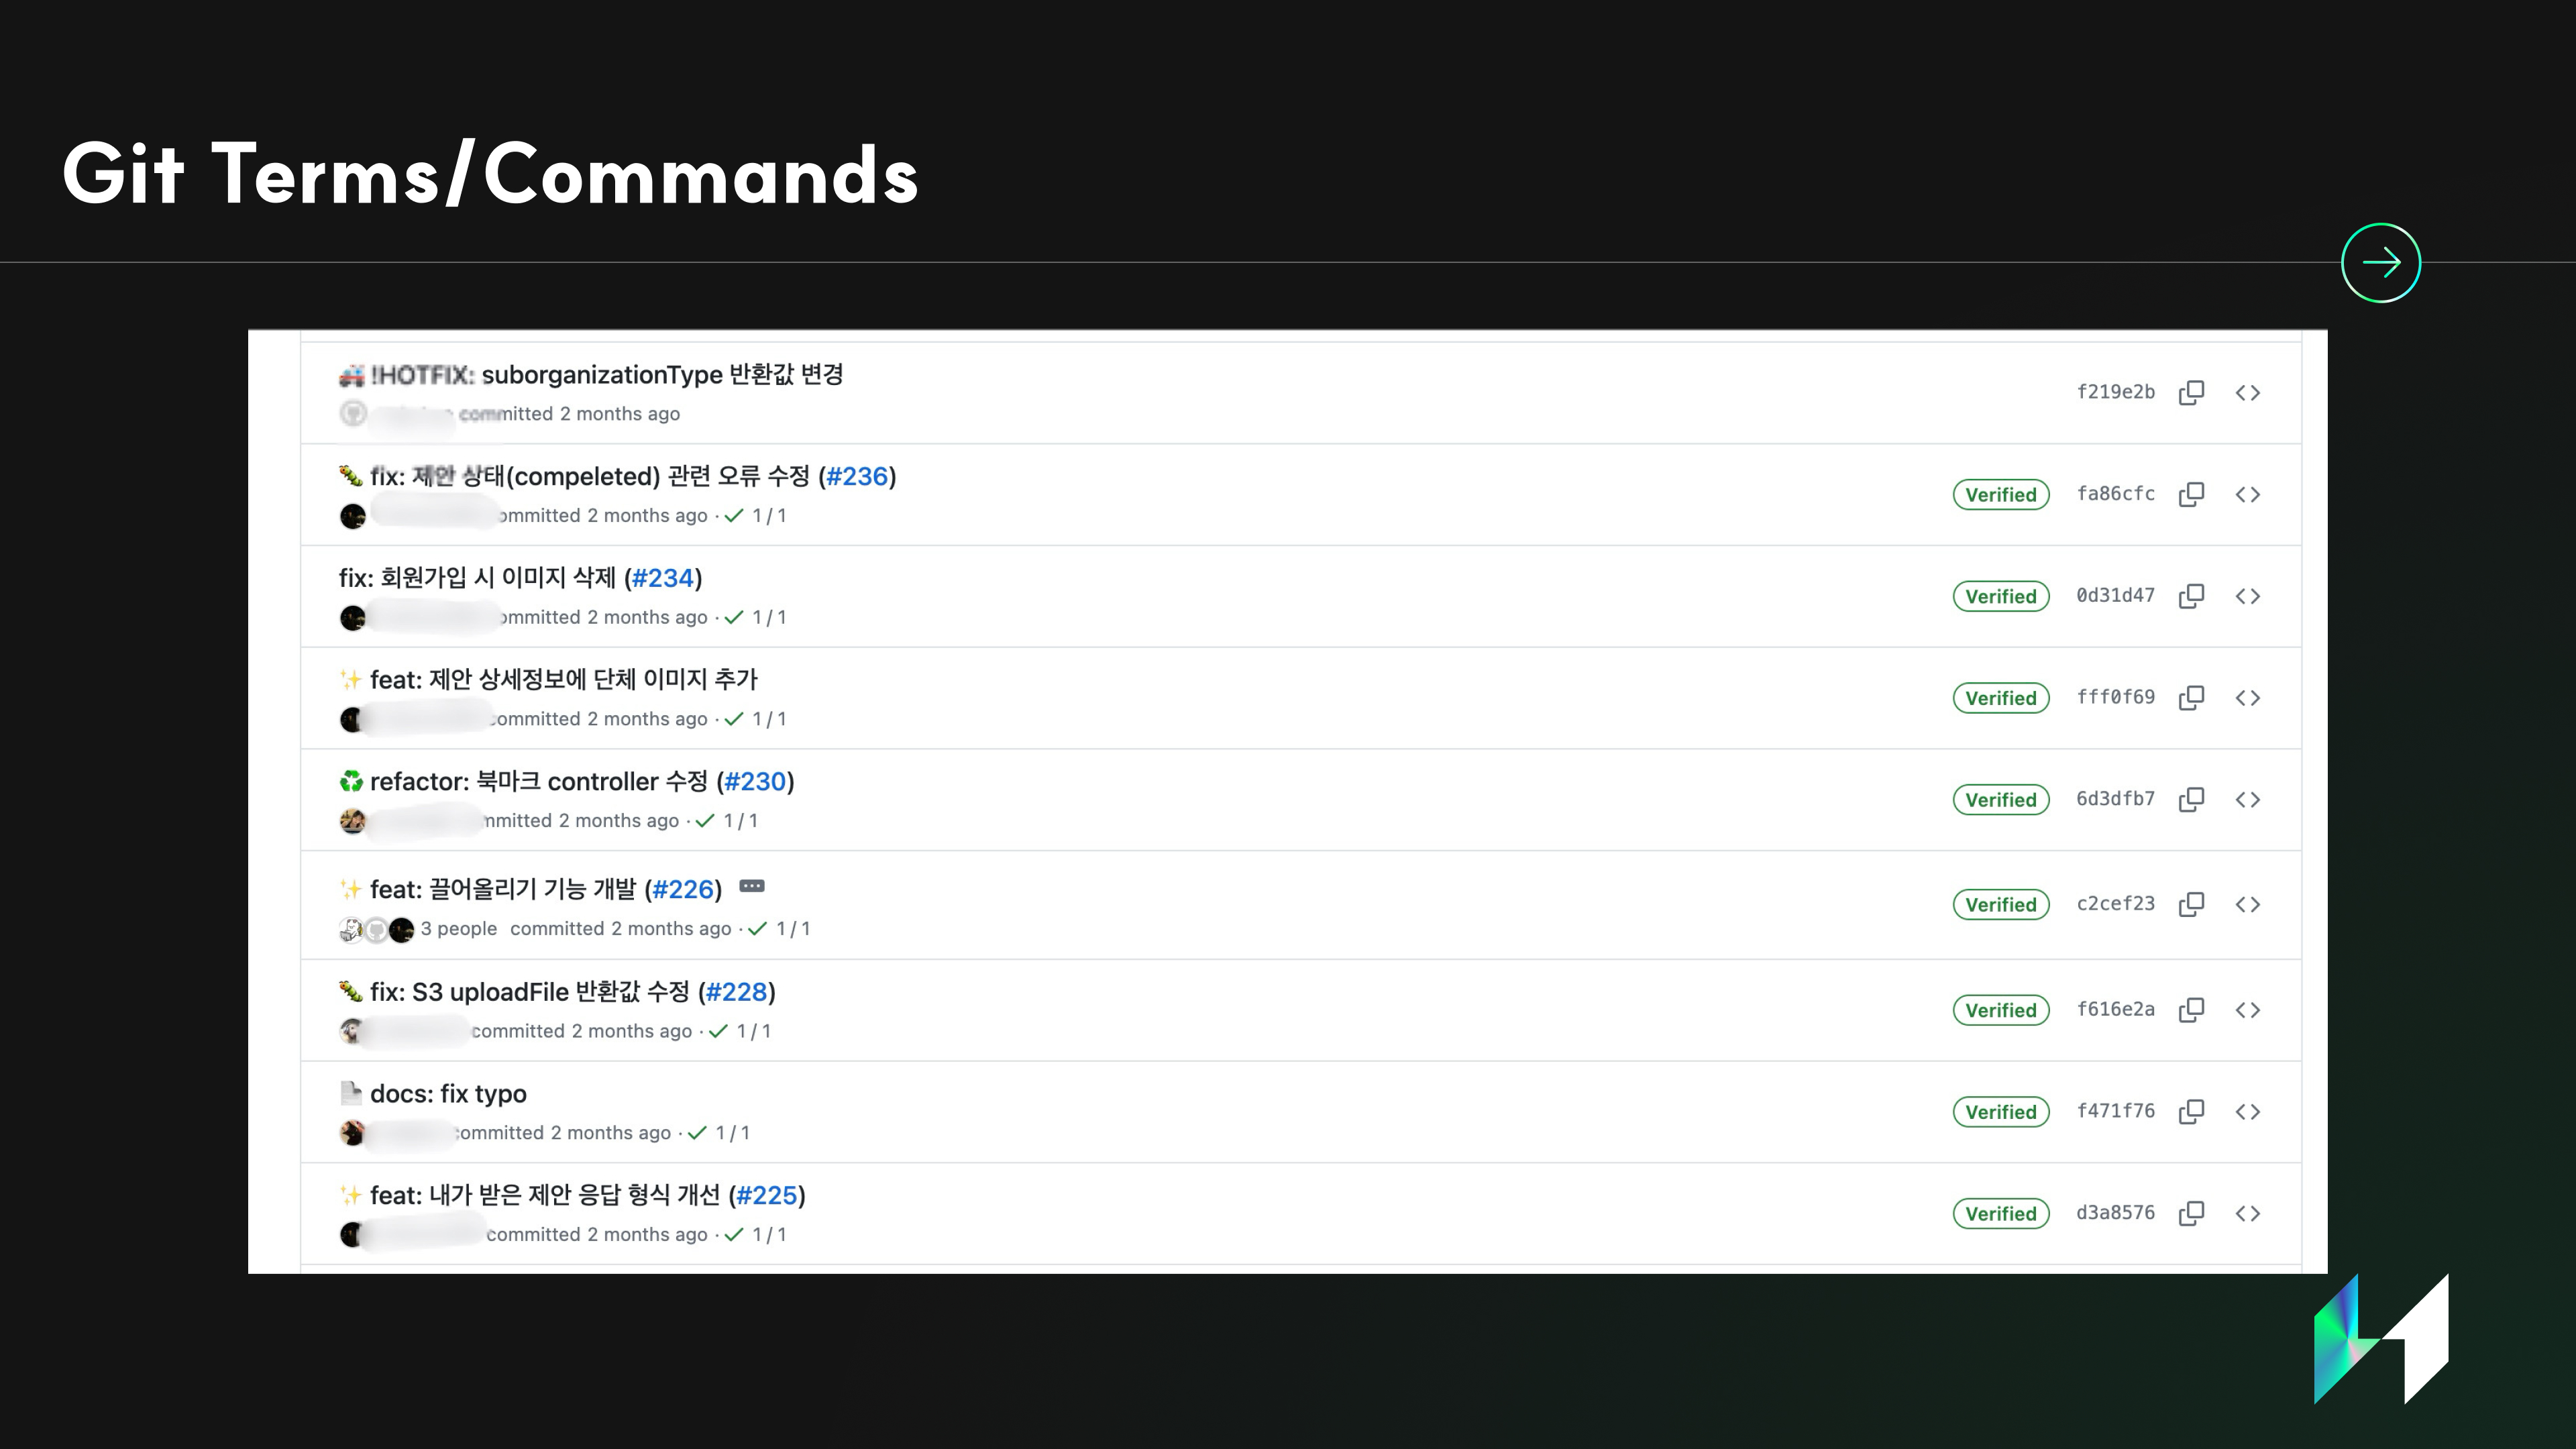 Git Terms/Commands
🚑 !HOTFIX: suborganizationType 반환값 변경
committed 2 months ago
f219e2b
🐛 fix: 제안 상태(compeleted) 관련 오류 수정 (#236)
ommitted 2 months ago · ✓ 1 / 1
Verified fa86cfc
fix: 회원가입 시 이미지 삭제 (#234)
ommitted 2 months ago · ✓ 1 / 1
Verified 0d31d47
✨ feat: 제안 상세정보에 단체 이미지 추가
committed 2 months ago · ✓ 1 / 1
Verified fff0f69
♻️ refactor: 북마크 controller 수정 (#230)
mmitted 2 months ago · ✓ 1 / 1
Verified 6d3dfb7
✨ feat: 끌어올리기 기능 개발 (#226)
3 people committed 2 months ago · ✓ 1 / 1
Verified c2cef23
🐛 fix: S3 uploadFile 반환값 수정 (#228)
committed 2 months ago · ✓ 1 / 1
Verified f616e2a
📄 docs: fix typo
committed 2 months ago · ✓ 1 / 1
Verified f471f76
✨ feat: 내가 받은 제안 응답 형식 개선 (#225)
committed 2 months ago · ✓ 1 / 1
Verified d3a8576